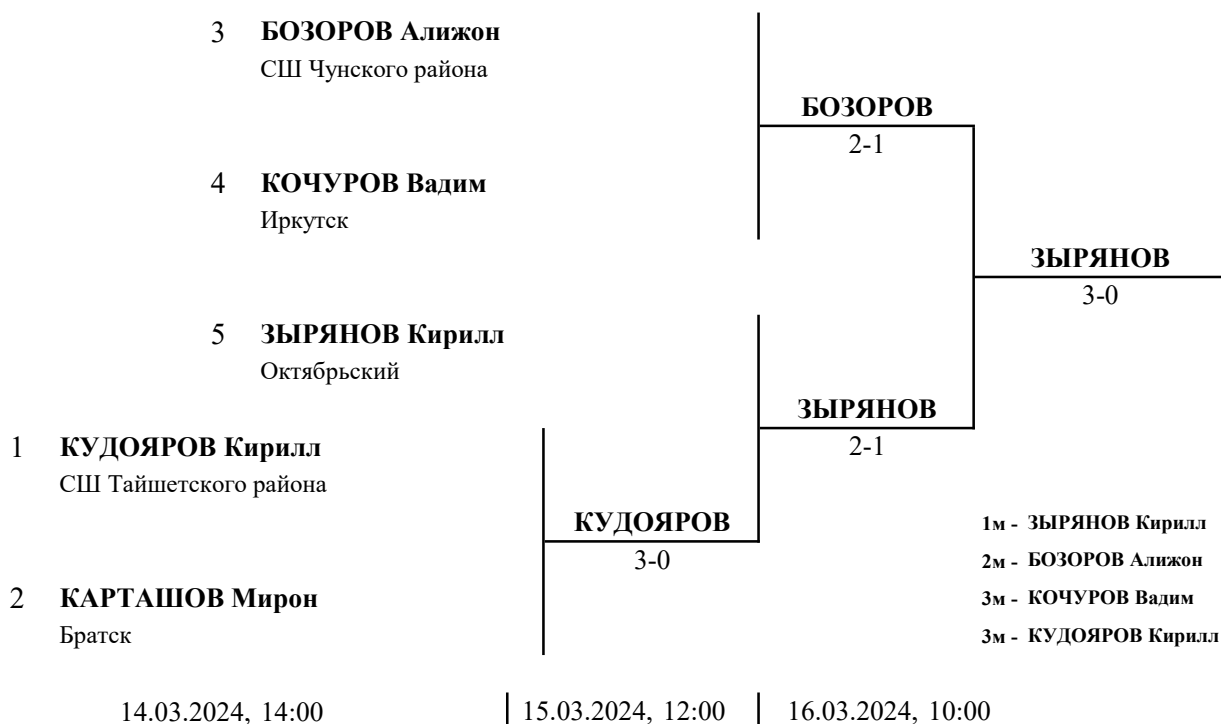 3 БОЗОРОВ Алижон
СШ Чунского района
БОЗОРОВ
2-1
4 КОЧУРОВ Вадим
Иркутск
ЗЫРЯНОВ
3-0
5 ЗЫРЯНОВ Кирилл
Октябрьский
ЗЫРЯНОВ
2-1
1 КУДОЯРОВ Кирилл
СШ Тайшетского района
КУДОЯРОВ
3-0
2 КАРТАШОВ Мирон
Братск
1м - ЗЫРЯНОВ Кирилл
2м - БОЗОРОВ Алижон
3м - КОЧУРОВ Вадим
3м - КУДОЯРОВ Кирилл
14.03.2024, 14:00 15.03.2024, 12:00 16.03.2024, 10:00